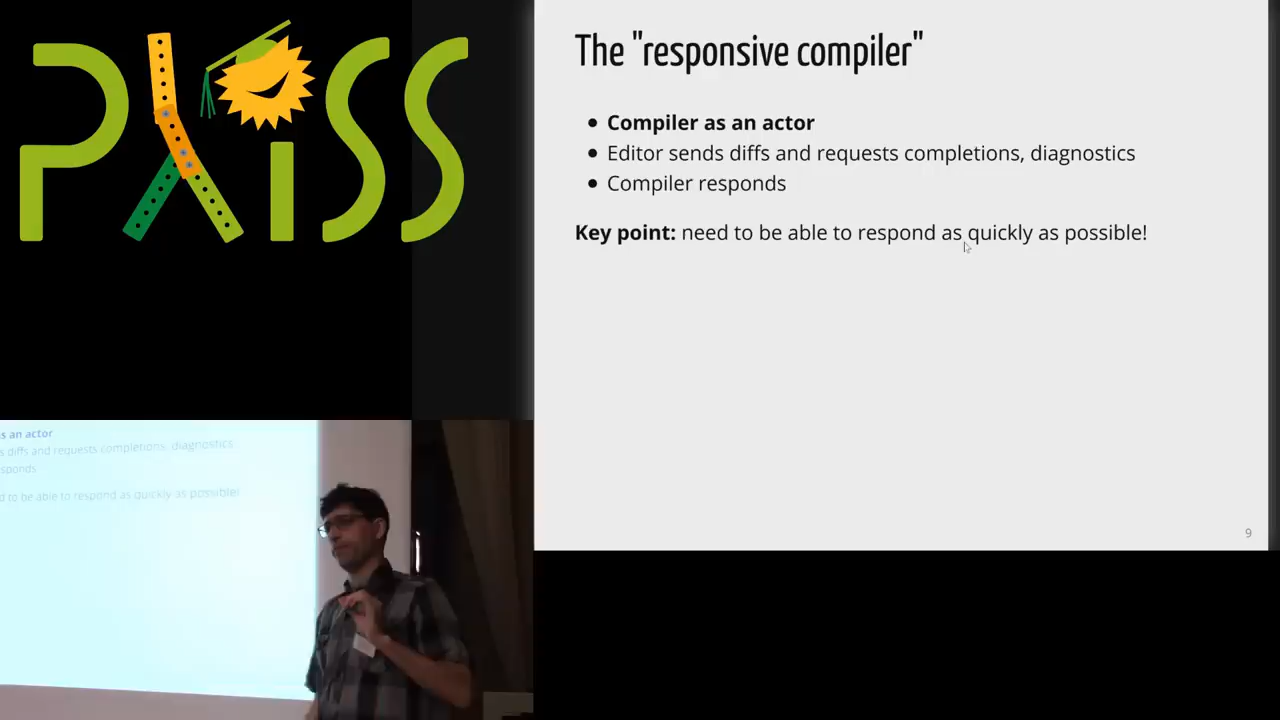 PLISS
The "responsive compiler"
• Compiler as an actor
• Editor sends diffs and requests completions, diagnostics
• Compiler responds
Key point: need to be able to respond as quickly as possible!
9
s an actor
s diffs and requests completions, diagnostics
sponds
d to be able to respond as quickly as possible!